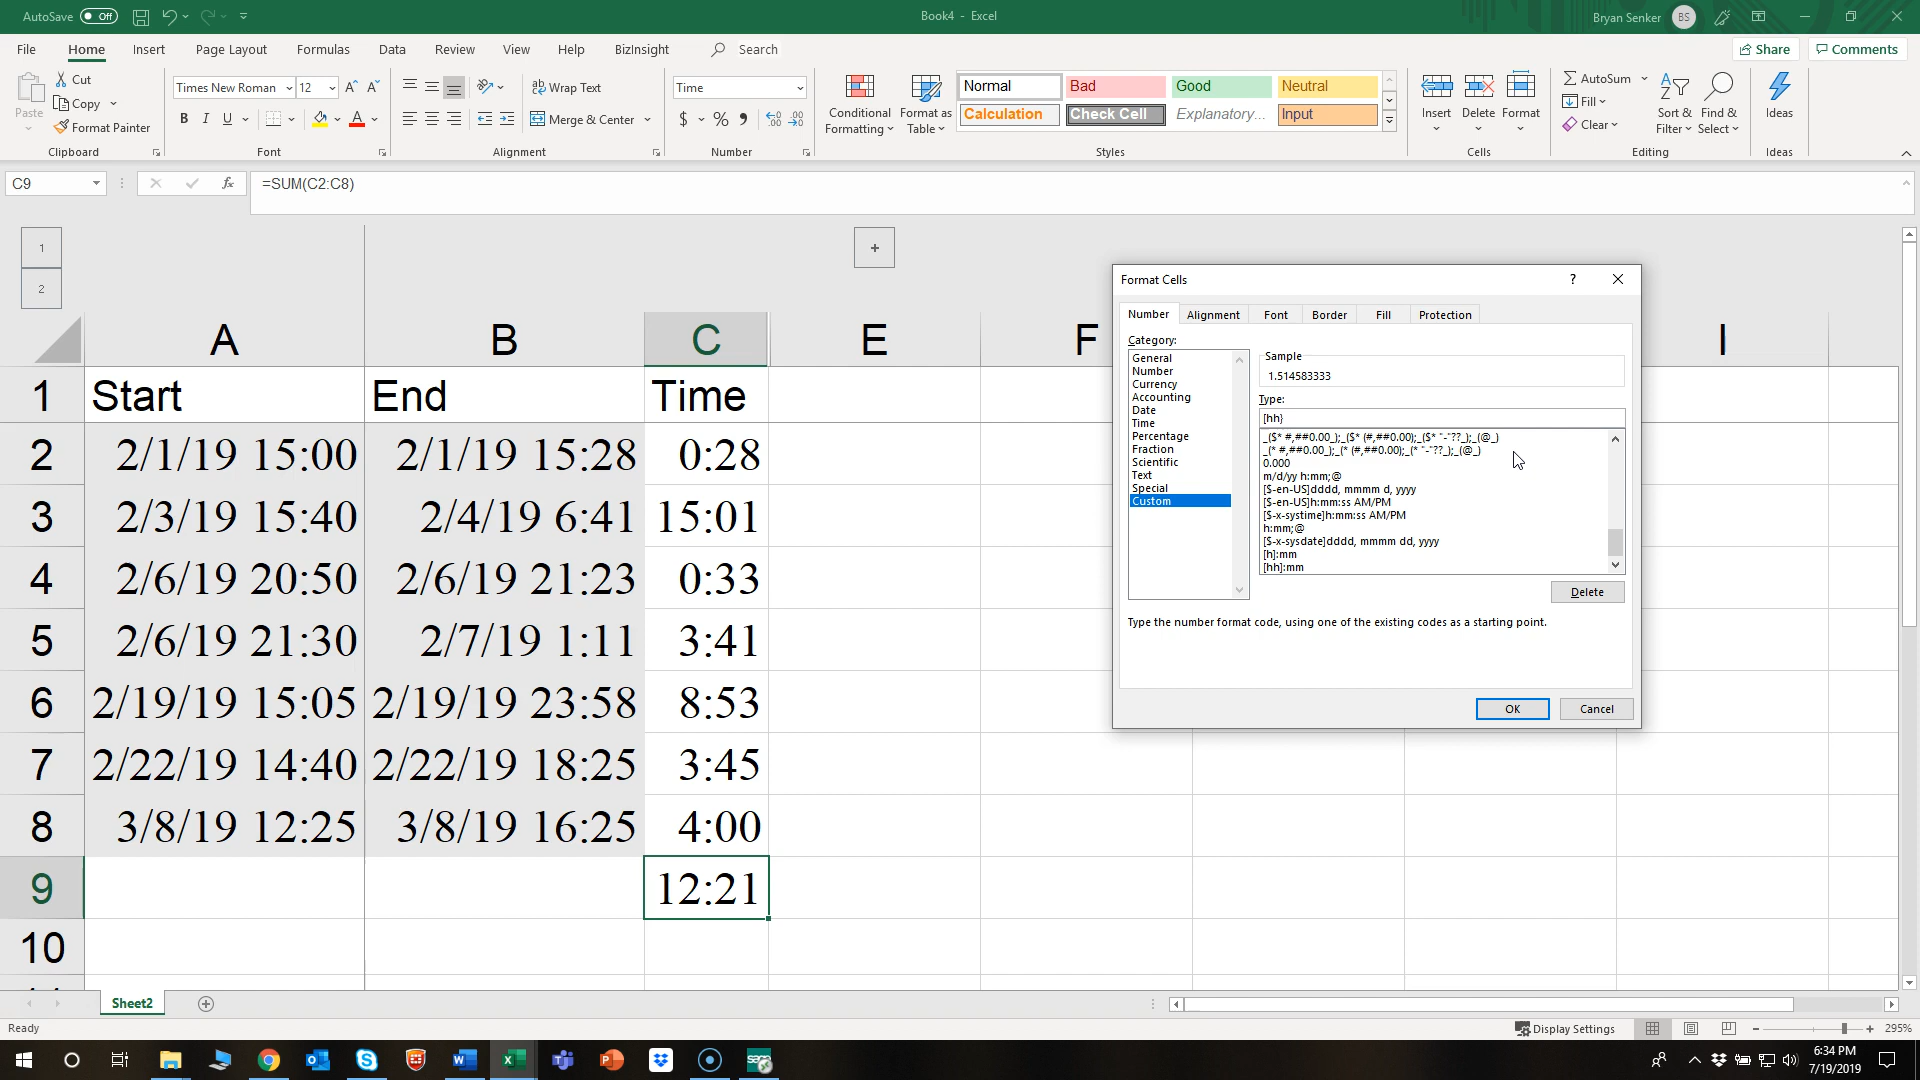 AutoSave Off
Book4 - Excel
Bryan Senker BS
File Home Insert Page Layout Formulas Data Review View Help BizInsight Search
Share Comments
Paste
Cut
Copy
Format Painter
Clipboard
Times New Roman 12
B I U
Font
Wrap Text
Merge & Center
Alignment
Time
$ % 9
Number
Conditional Formatting
Format as Table
Normal Bad Good Neutral
Calculation Check Cell Explanatory... Input
Styles
Insert Delete Format
Cells
AutoSum
Fill
Clear
Sort & Filter
Find & Select
Editing
Ideas
Ideas
C9
fx
=SUM(C2:C8)
1
2
+
A B C E F I
1 Start End Time
2 2/1/19 15:00 2/1/19 15:28 0:28
3 2/3/19 15:40 2/4/19 6:41 15:01
4 2/6/19 20:50 2/6/19 21:23 0:33
5 2/6/19 21:30 2/7/19 1:11 3:41
6 2/19/19 15:05 2/19/19 23:58 8:53
7 2/22/19 14:40 2/22/19 18:25 3:45
8 3/8/19 12:25 3/8/19 16:25 4:00
9 12:21
10
Format Cells ?
Number Alignment Font Border Fill Protection
Category:
General
Number
Currency
Accounting
Date
Time
Percentage
Fraction
Scientific
Text
Special
Custom
Sample
1.514583333
Type:
[hh}
_($* #,##0.00_);_($* (#,##0.00);_($* "-"??_);_(@_)
_(* #,##0.00_);_(* (#,##0.00);_(* "-"??_);_(@_)
0.000
m/d/yy h:mm;@
[$-en-US]dddd, mmmm d, yyyy
[$-en-US]h:mm:ss AM/PM
[$-x-systime]h:mm:ss AM/PM
h:mm;@
[$-x-sysdate]dddd, mmmm dd, yyyy
[h]:mm
[hh]:mm
Delete
Type the number format code, using one of the existing codes as a starting point.
OK Cancel
Sheet2
Ready
Display Settings
295%
6:34 PM
7/19/2019